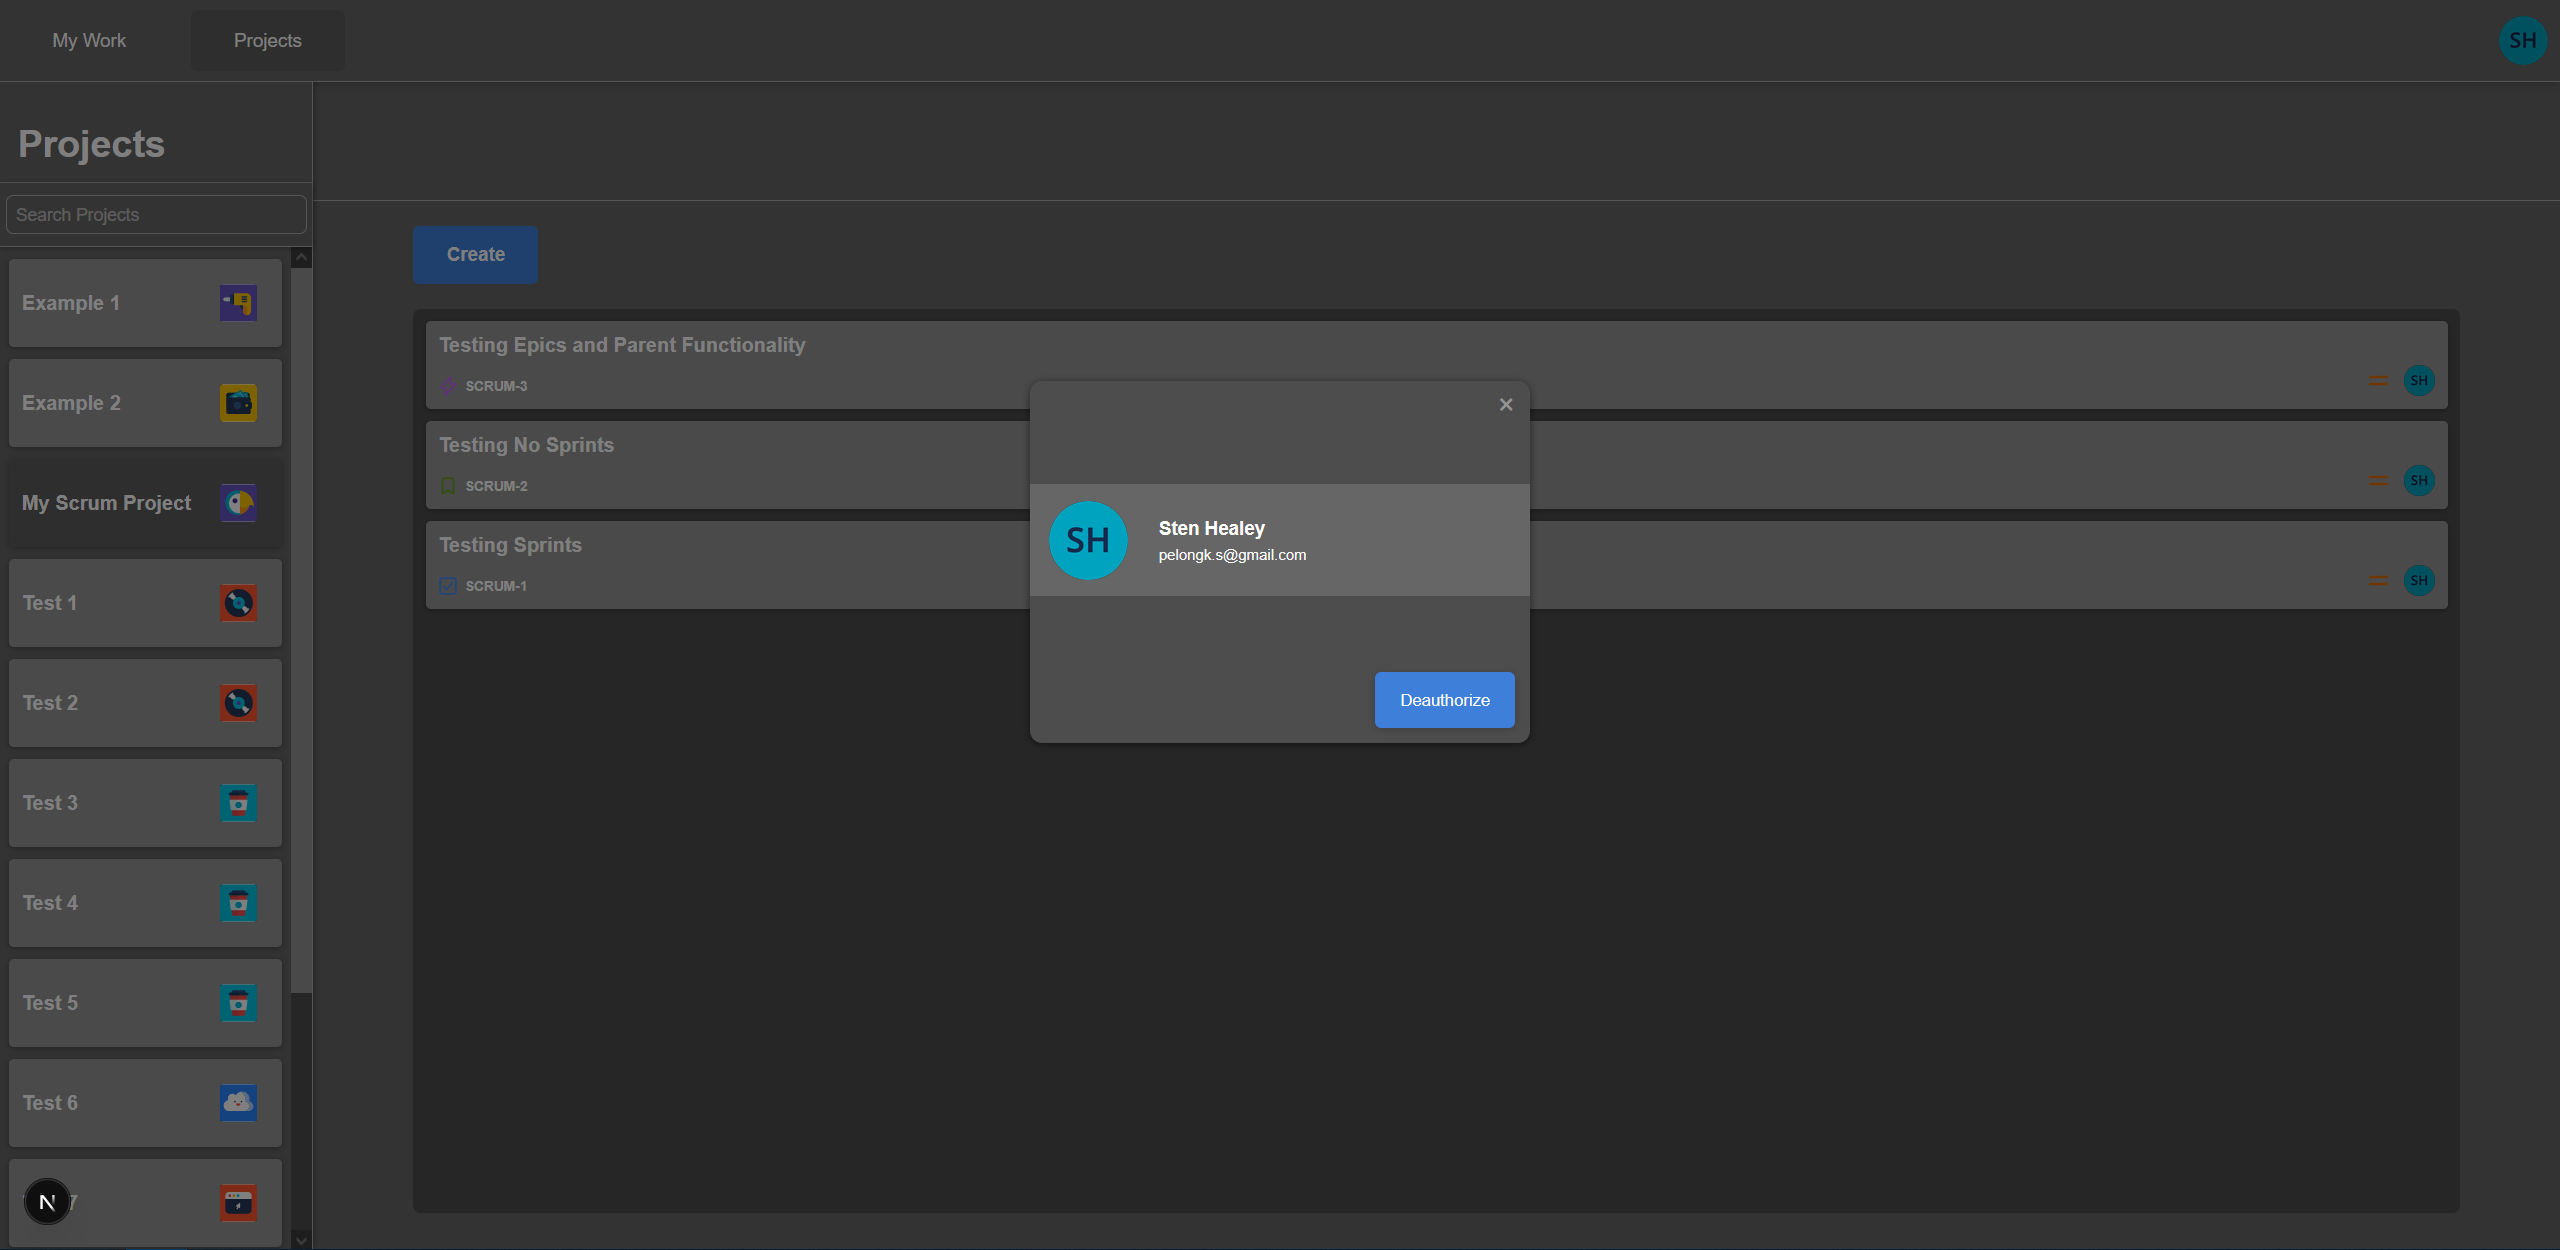 My Work
Projects
SH
Projects
Search Projects
Create
Example 1
Example 2
My Scrum Project
Test 1
Test 2
Test 3
Test 4
Test 5
Test 6
7
N
Testing Epics and Parent Functionality
SCRUM-3
SH
Testing No Sprints
SCRUM-2
SH
Testing Sprints
SCRUM-1
SH
×
SH
Sten Healey
pelongk.s@gmail.com
Deauthorize